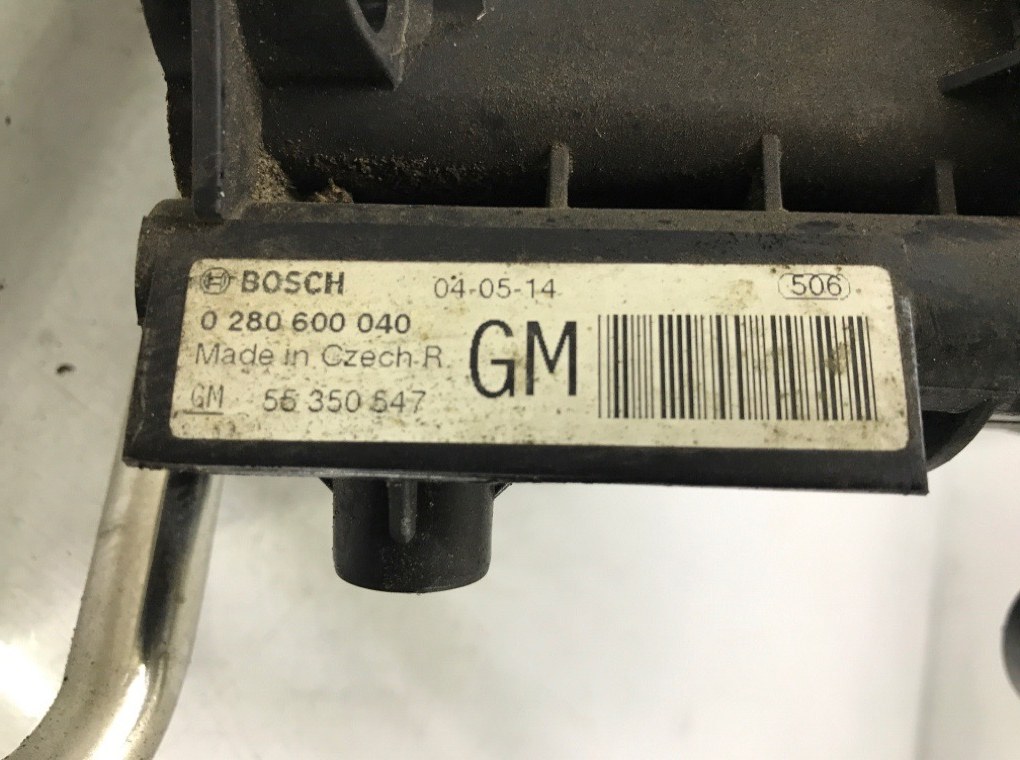 BOSCH 04-05-14 506
0 280 600 040
Made in Czech.R.
GM
GM 55 350 547